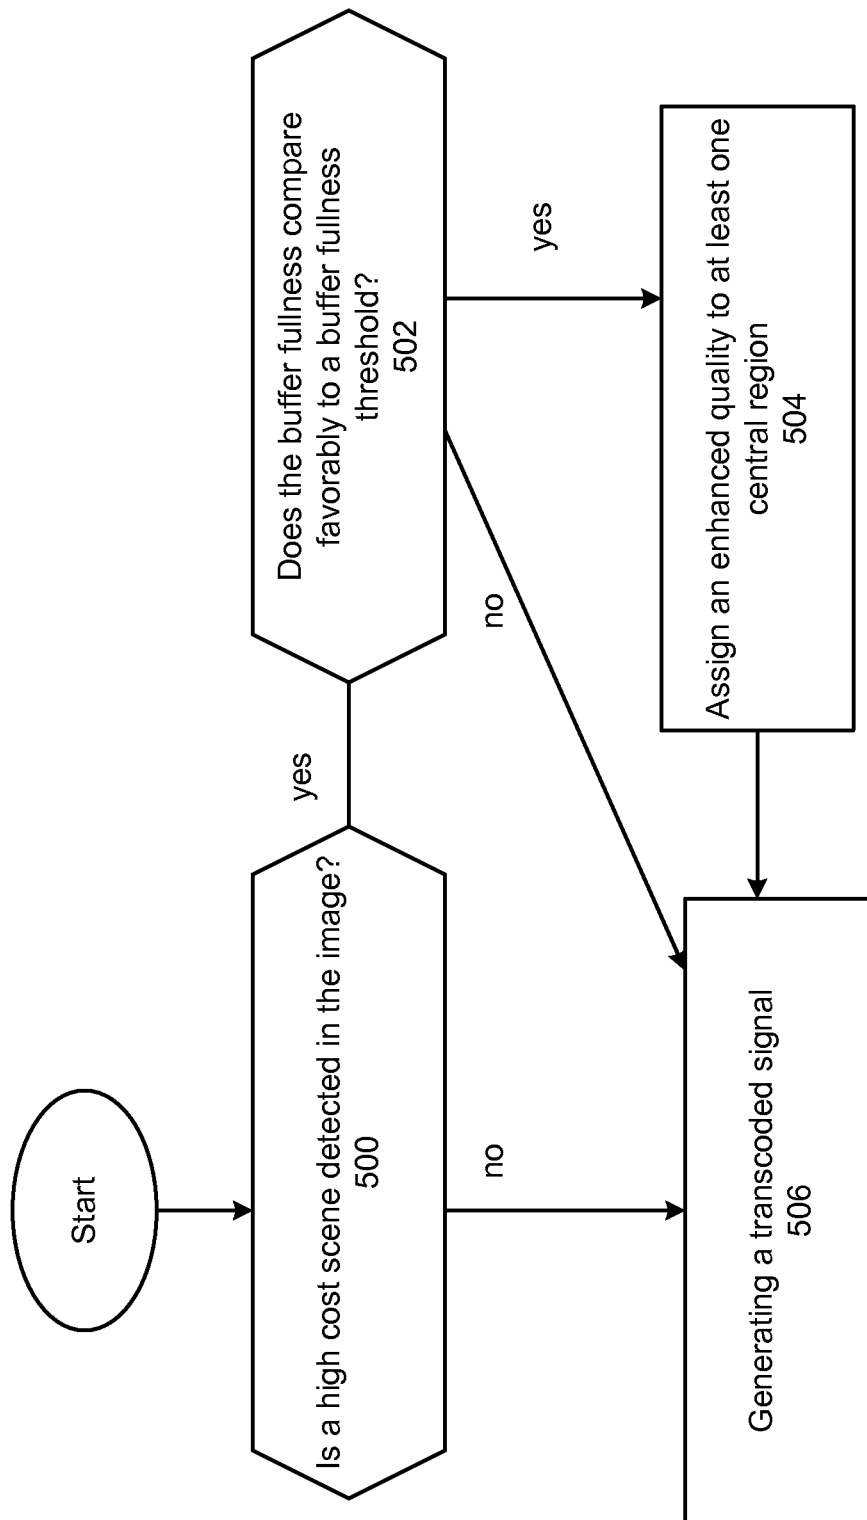 Start
Is a high cost scene detected in the image?
500
yes
Does the buffer fullness compare
favorably to a buffer fullness
threshold?
502
no
no
yes
Generating a transcoded signal
506
Assign an enhanced quality to at least one
central region
504